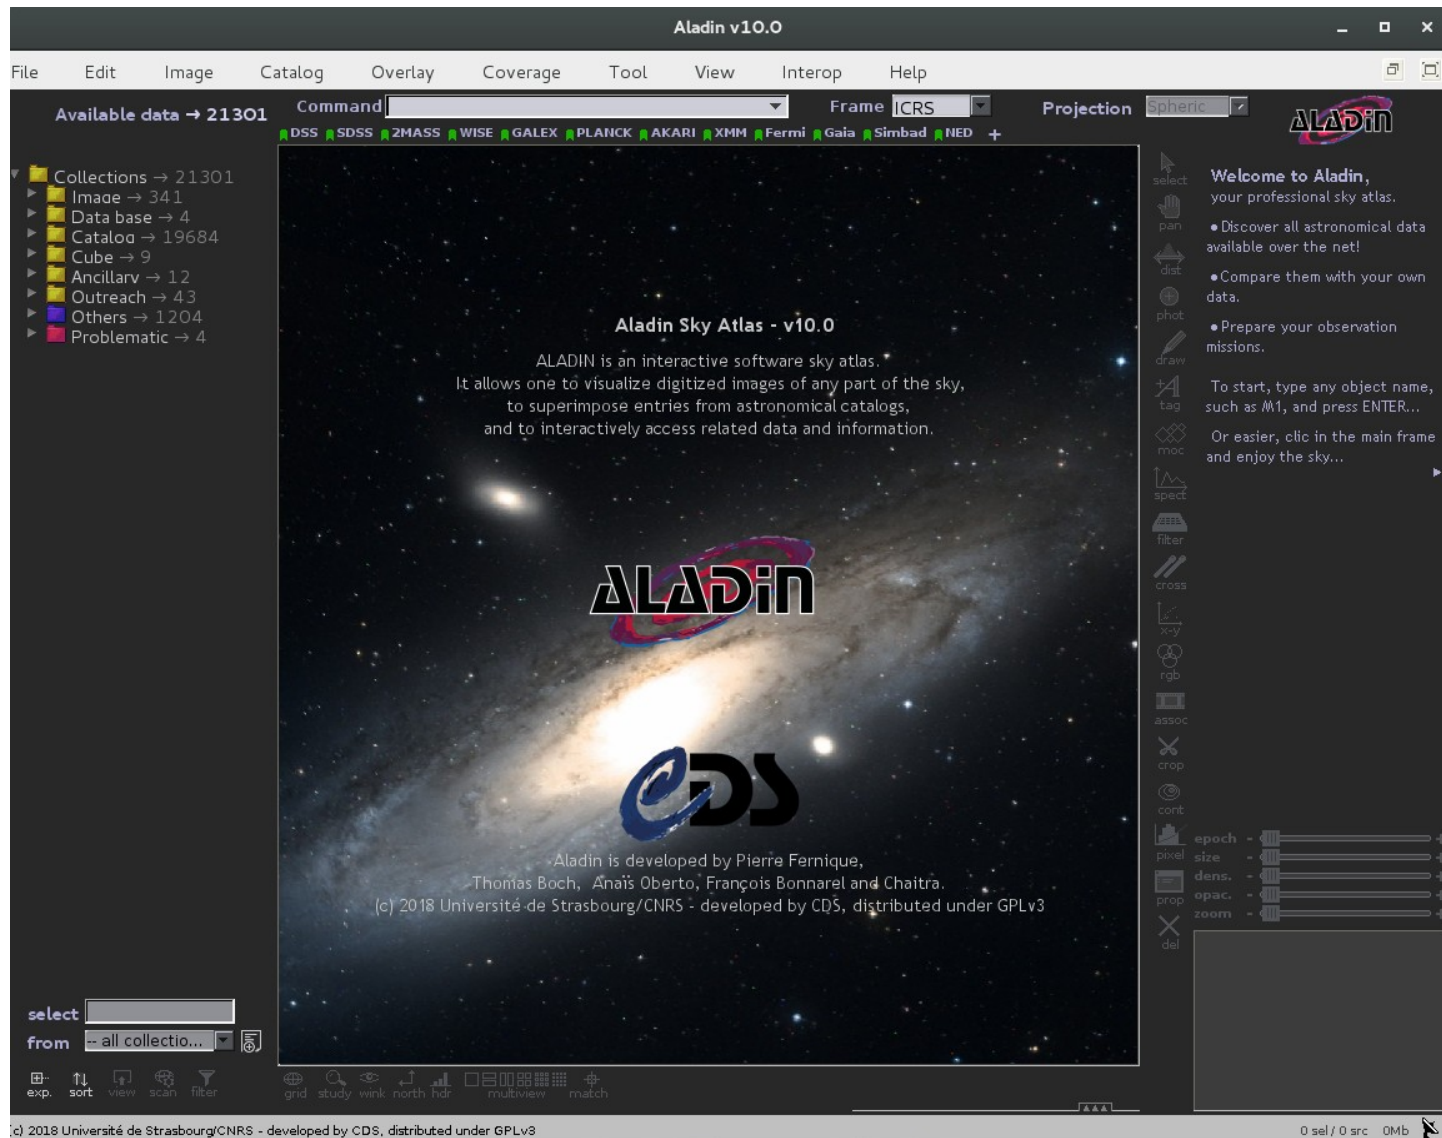 Aladin v10.0
File Edit Image Catalog Overlay Coverage Tool View Interop Help
Available data → 21301
Command
Frame ICRS
Projection Spheric
ALADiN
DSS SDSS 2MASS WISE GALEX PLANCK AKARI XMM Fermi Gaia Simbad NED +
Collections → 21301
Image → 341
Data base → 4
Catalog → 19684
Cube → 9
Ancillary → 12
Outreach → 43
Others → 1204
Problematic → 4
Aladin Sky Atlas - v10.0
ALADIN is an interactive software sky atlas.
It allows one to visualize digitized images of any part of the sky,
to superimpose entries from astronomical catalogs,
and to interactively access related data and information.
ALADiN
CDS
Aladin is developed by Pierre Fernique,
Thomas Boch, Anaïs Oberto, François Bonnarel and Chaitra.
(c) 2018 Université de Strasbourg/CNRS - developed by CDS, distributed under GPLv3
select
pan
dist
phot
draw
tag
moc
spect
filter
cross
x-y
rgb
assoc
crop
cont
pixel
prop
del
Welcome to Aladin,
your professional sky atlas.
• Discover all astronomical data
available over the net!
• Compare them with your own
data.
• Prepare your observation
missions.
To start, type any object name,
such as M1, and press ENTER...
Or easier, clic in the main frame
and enjoy the sky...
epoch - +
size - +
dens. - +
opac. - +
zoom - +
select
from -- all collectio...
exp. sort view scan filter
grid study wink north hdr multiview match
(c) 2018 Université de Strasbourg/CNRS - developed by CDS, distributed under GPLv3
0 sel / 0 src 0Mb